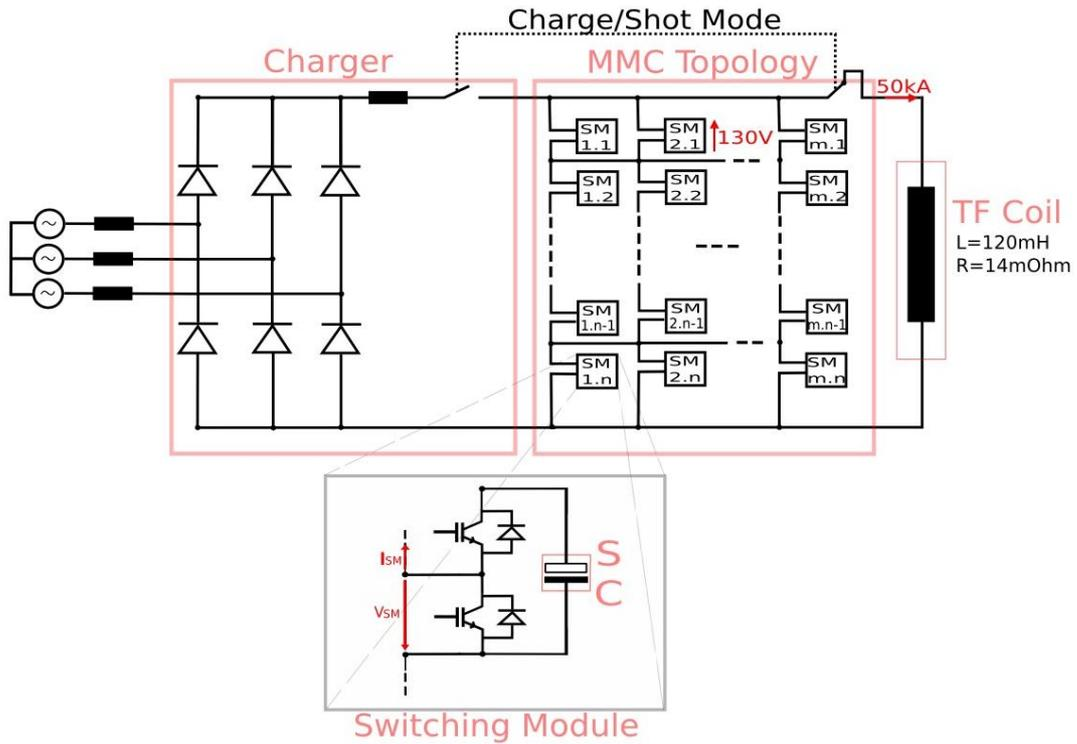 Charge/Shot Mode
Charger
MMC Topology
50kA
SM
1.1
SM
2.1
130V
SM
m.1
SM
1.2
SM
2.2
SM
m.2
~
~
~
TF Coil
L=120mH
R=14mOhm
SM
1.n-1
SM
2.n-1
SM
m.n-1
SM
1.n
SM
2.n
SM
m.n
ISM
VSM
S
C
Switching Module